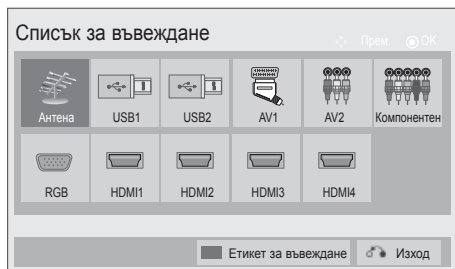 Списък за въвеждане
Прем. OK
Антена USB1 USB2 AV1 AV2 Компонентен
RGB HDMI1 HDMI2 HDMI3 HDMI4
Етикет за въвеждане Изход